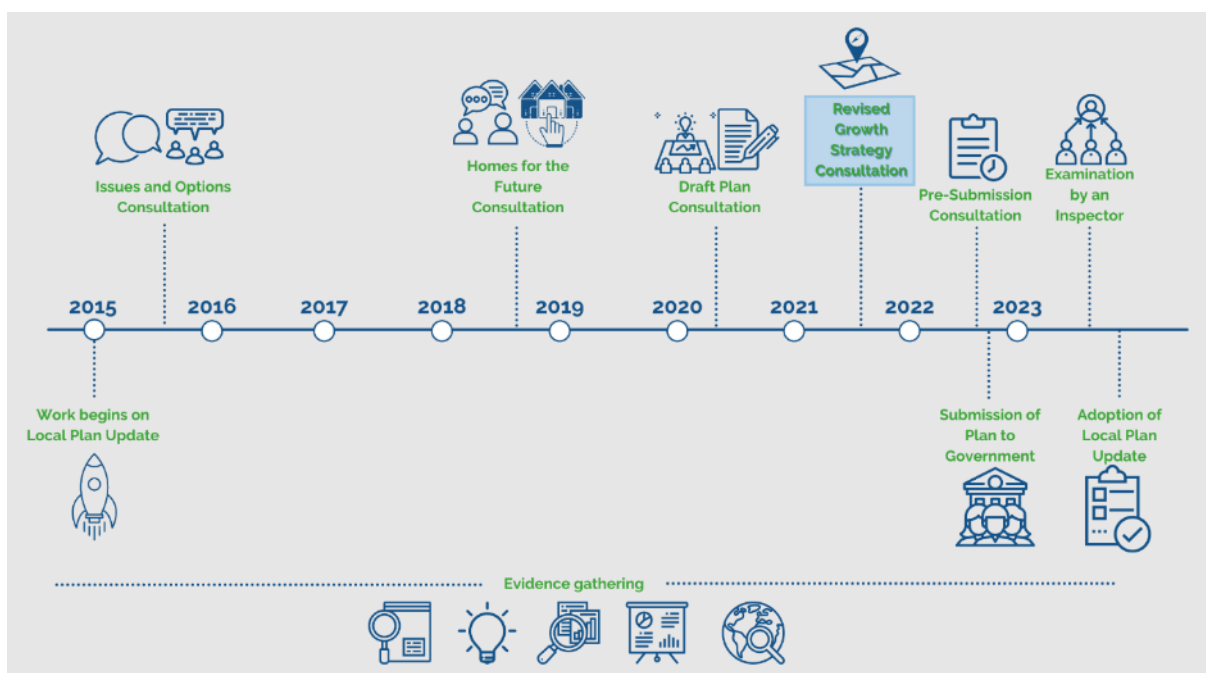 Issues and Options
Consultation
Homes for the
Future
Consultation
Draft Plan
Consultation
Revised
Growth
Strategy
Consultation
Pre-Submission
Consultation
Examination
by an
Inspector
2015
2016
2017
2018
2019
2020
2021
2022
2023
Work begins on
Local Plan Update
Submission of
Plan to
Government
Adoption of
Local Plan
Update
Evidence gathering